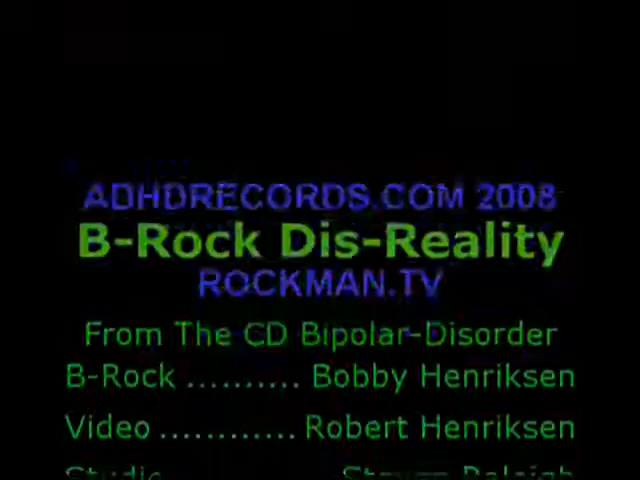 ADHDRECORDS.COM 2008
B-Rock Dis-Reality
ROCKMAN.TV
From The CD Bipolar-Disorder
B-Rock .......... Bobby Henriksen
Video ............ Robert Henriksen